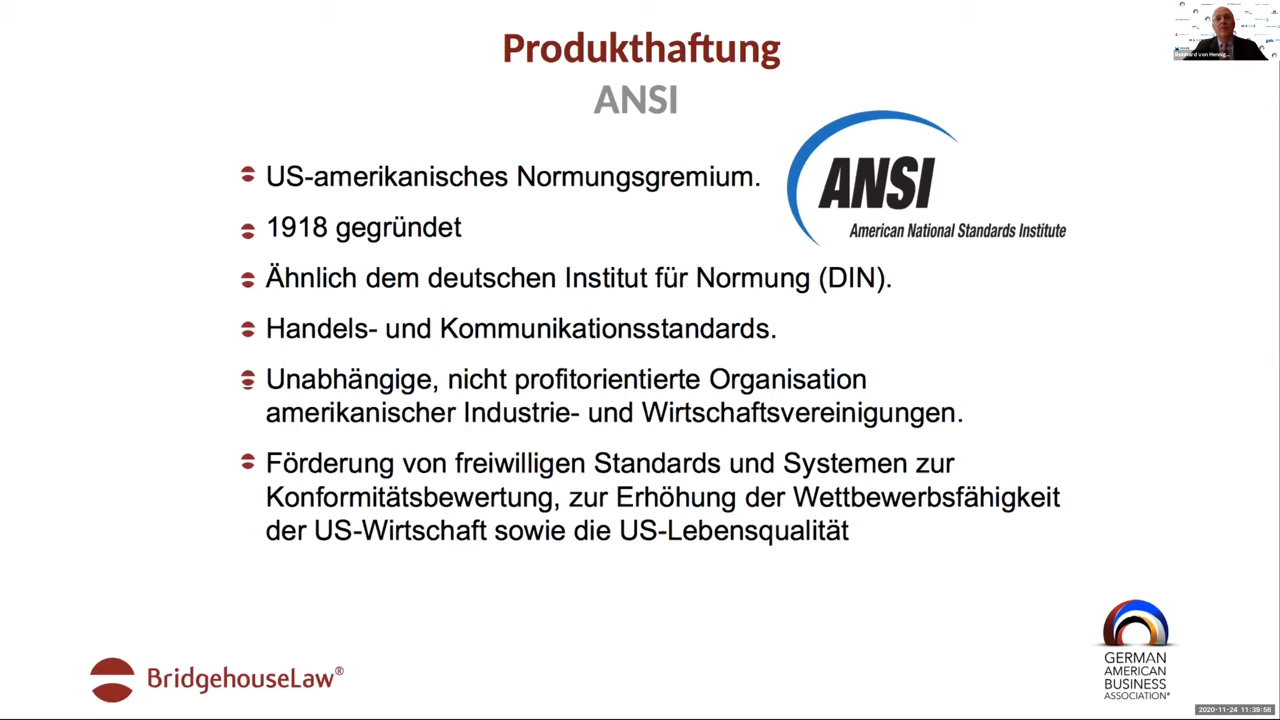 Produkthaftung
ANSI
ANSI
American National Standards Institute
US-amerikanisches Normungsgremium.
1918 gegründet
Ähnlich dem deutschen Institut für Normung (DIN).
Handels- und Kommunikationsstandards.
Unabhängige, nicht profitorientierte Organisation
amerikanischer Industrie- und Wirtschaftsvereinigungen.
Förderung von freiwilligen Standards und Systemen zur
Konformitätsbewertung, zur Erhöhung der Wettbewerbsfähigkeit
der US-Wirtschaft sowie die US-Lebensqualität
BridgehouseLaw®
GERMAN
AMERICAN
BUSINESS
ASSOCIATION
2020-11-24 11:39:56